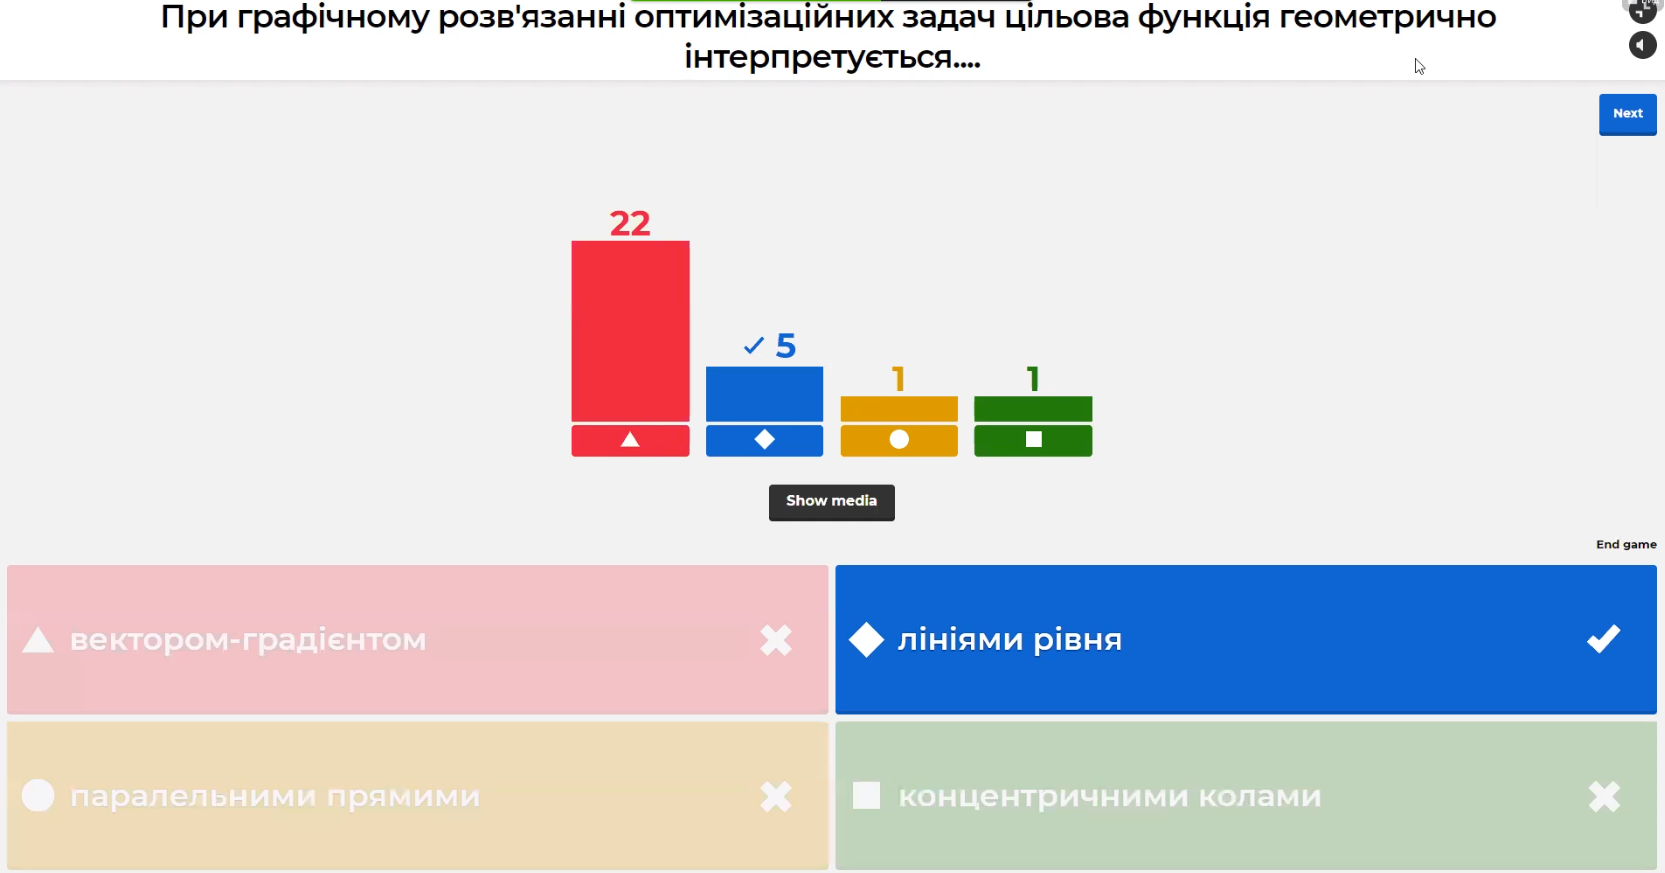 При графічному розв'язанні оптимізаційних задач цільова функція геометрично
інтерпретується....
Next
22
5
1
1
Show media
End game
вектором-градієнтом
лініями рівня
паралельними прямими
концентричними колами